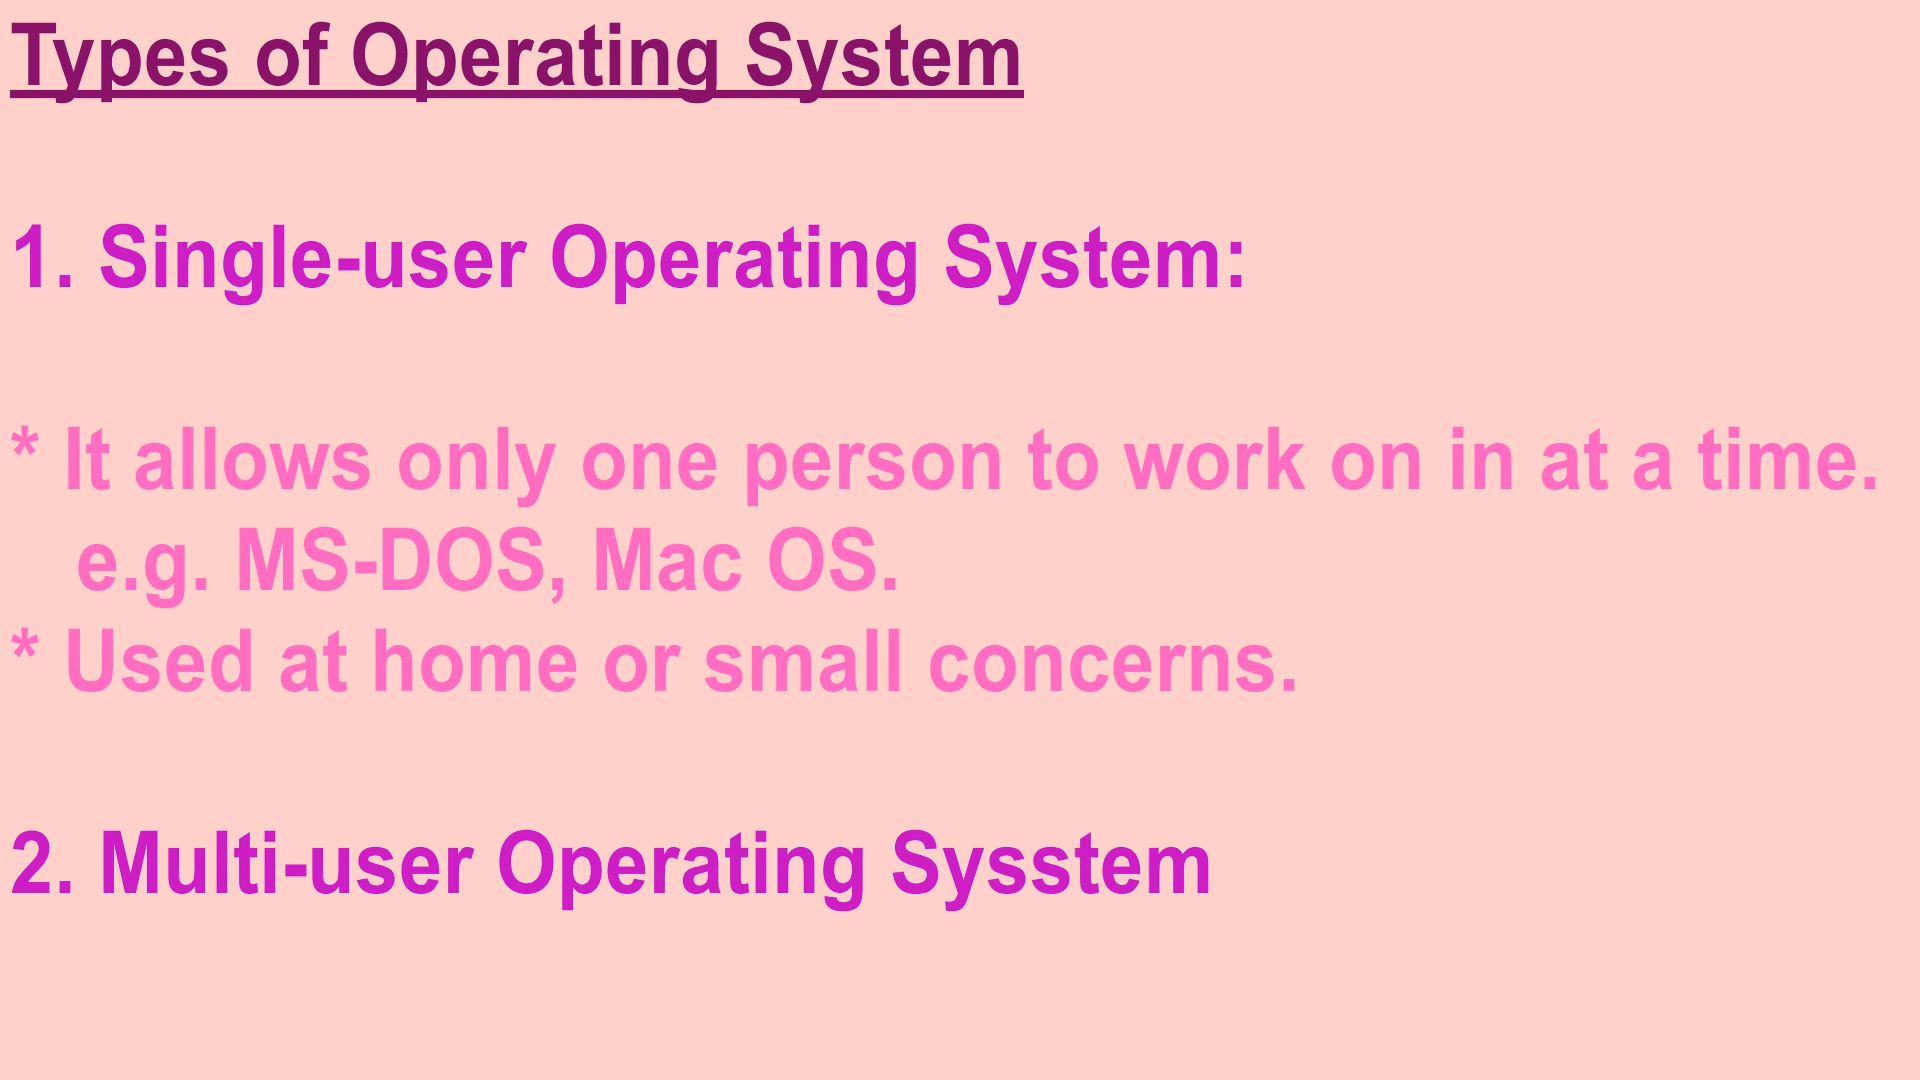 Types of Operating System
1. Single-user Operating System:
* It allows only one person to work on in at a time.
e.g. MS-DOS, Mac OS.
* Used at home or small concerns.
2. Multi-user Operating Sysstem